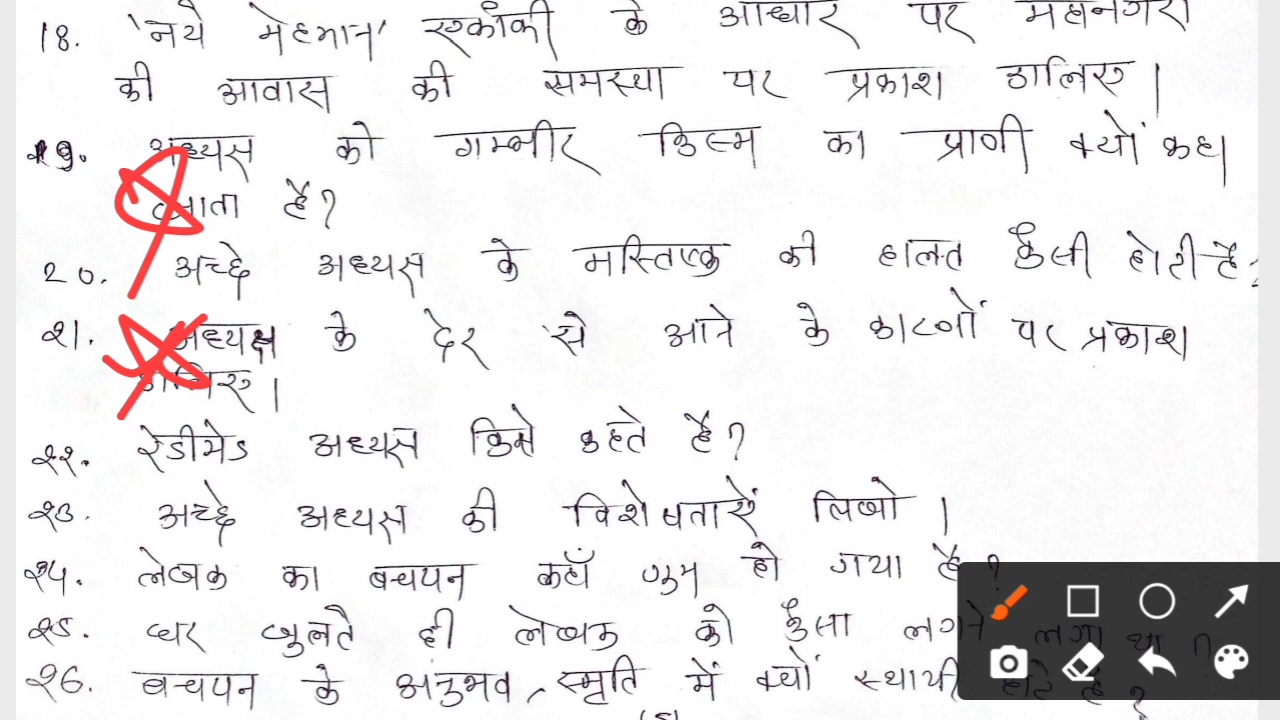 18. 'नये मेहमान' एकांकी के आधार पर महानगरों
की आवास की समस्या पर प्रकाश डालिए।
19. अध्यक्ष को गम्भीर किस्म का प्राणी क्यों कहा
जाता है?
20. अच्छे अध्यक्ष के मस्तिष्क की हालत कैसी होती है?
21. अध्यक्ष के देर से आने के कारणों पर प्रकाश
डालिए।
22. रेडीमेड अध्यक्ष किसे कहते हैं?
23. अच्छे अध्यक्ष की विशेषताएँ लिखो।
24. लेखक का बचपन कहाँ गुम हो गया है?
25. घर खुलते ही लेखक को कैसा लगने लगा था?
26. बचपन के अनुभव, स्मृति में क्यों स्थायी होते हैं?